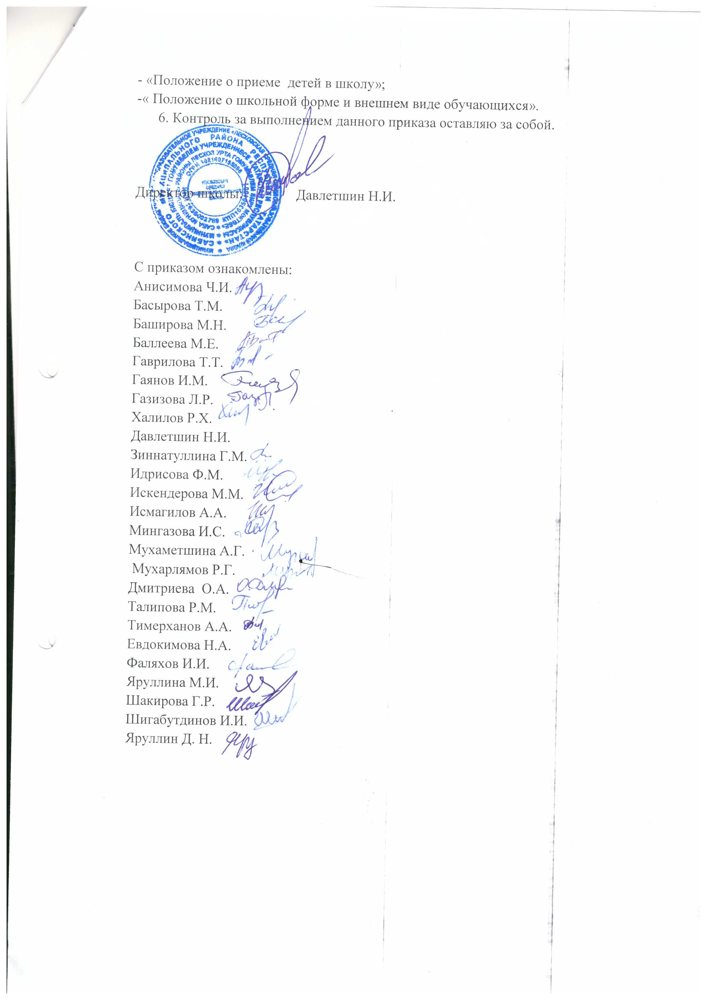 - «Положение о приеме  детей в школу»;
-« Положение о школьной форме и внешнем виде обучающихся».
6. Контроль за выполнением данного приказа оставляю за собой.
Директор школы: Давлетшин Н.И.
С приказом ознакомлены:
Анисимова Ч.И.
Басырова Т.М.
Баширова М.Н.
Баллеева М.Е.
Гаврилова Т.Т.
Гаянов И.М.
Газизова Л.Р.
Халилов Р.Х.
Давлетшин Н.И.
Зиннатуллина Г.М.
Идрисова Ф.М.
Искендерова М.М.
Исмагилов А.А.
Мингазова И.С.
Мухаметшина А.Г.
Мухарлямов Р.Г.
Дмитриева  О.А.
Талипова Р.М.
Тимерханов А.А.
Евдокимова Н.А.
Фаляхов И.И.
Яруллина М.И.
Шакирова Г.Р.
Шигабутдинов И.И.
Яруллин Д. Н.